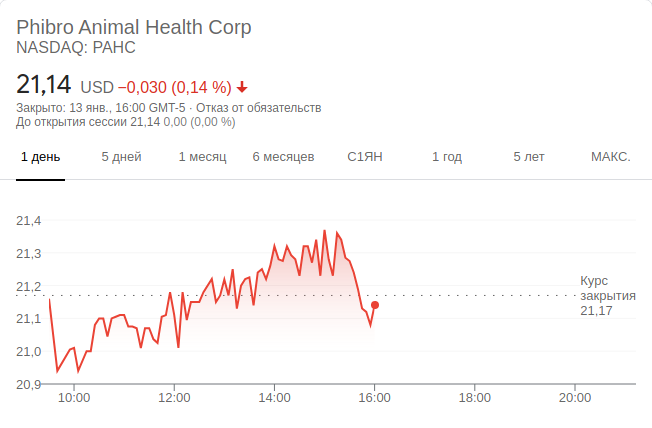 Phibro Animal Health Corp
NASDAQ: PAHC
21,14 USD −0,030 (0,14 %)
Закрыто: 13 янв., 16:00 GMT-5 · Отказ от обязательств
До открытия сессии 21,14 0,00 (0,00 %)
1 день 5 дней 1 месяц 6 месяцев С1ЯН 1 год 5 лет МАКС.
21,4
21,3
21,2
21,1
21,0
20,9
Курс
закрытия
21,17
10:00 12:00 14:00 16:00 18:00 20:00